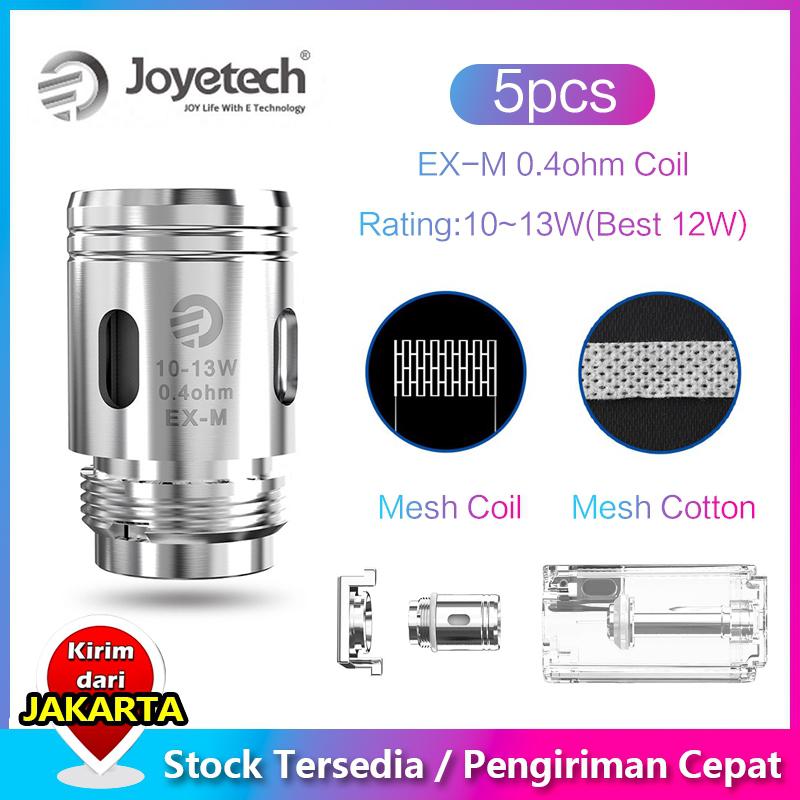 Joyetech®
JOY Life With E Technology
5pcs
EX-M 0.4ohm Coil
Rating:10~13W(Best 12W)
10-13W
0.4ohm
EX-M
Mesh Coil
Mesh Cotton
Kirim
dari
JAKARTA
Stock Tersedia / Pengiriman Cepat